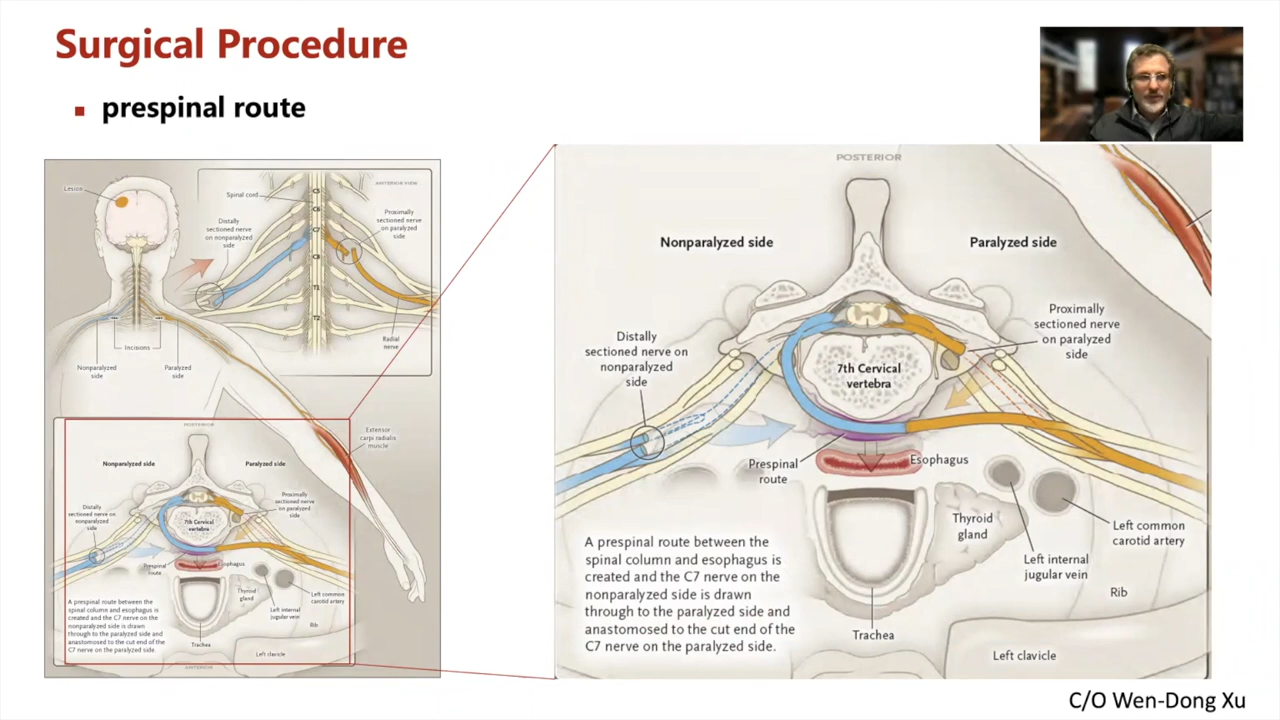 Surgical Procedure
prespinal route
Lesion
Spinal cord
C5
C6
C7
C8
T1
T2
ANTERIOR VIEW
Distally
sectioned nerve
on nonparalyzed
side
Proximally
sectioned nerve
on paralyzed
side
Radial
nerve
Incisions
Nonparalyzed
side
Paralyzed
side
Extensor
carpi radialis
muscle
POSTERIOR
Nonparalyzed side
Paralyzed side
Distally
sectioned nerve
on nonparalyzed
side
Proximally
sectioned nerve
on paralyzed
side
7th Cervical
vertebra
Prespinal
route
Esophagus
Thyroid
gland
Left internal
jugular vein
Left common
carotid artery
Rib
Trachea
Left clavicle
A prespinal route between the
spinal column and esophagus is
created and the C7 nerve on the
nonparalyzed side is drawn
through to the paralyzed side and
anastomosed to the cut end of the
C7 nerve on the paralyzed side.
ANTERIOR
POSTERIOR
Nonparalyzed side
Paralyzed side
Distally
sectioned nerve on
nonparalyzed
side
Proximally
sectioned nerve
on paralyzed
side
7th Cervical
vertebra
Prespinal
route
Esophagus
Thyroid
gland
Left common
carotid artery
Left internal
jugular vein
Rib
Trachea
Left clavicle
A prespinal route between the
spinal column and esophagus is
created and the C7 nerve on the
nonparalyzed side is drawn
through to the paralyzed side and
anastomosed to the cut end of the
C7 nerve on the paralyzed side.
C/O Wen-Dong Xu